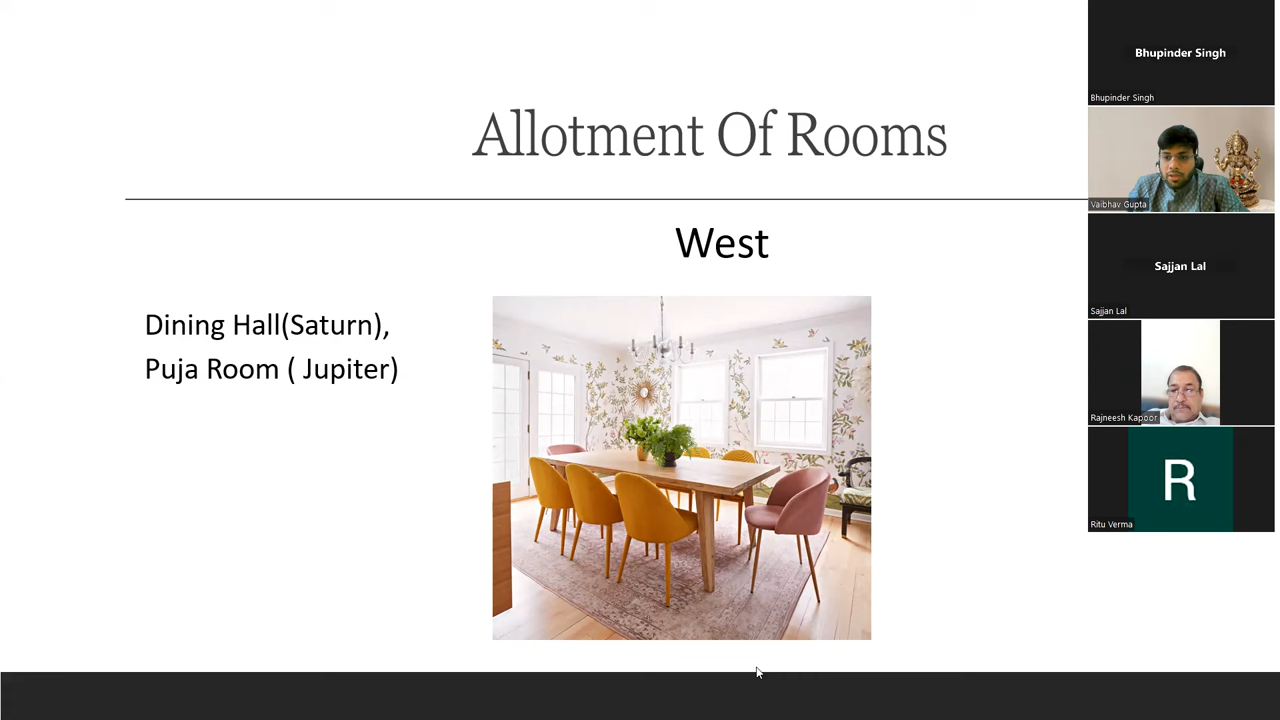 Allotment Of Rooms
West
Dining Hall(Saturn),
Puja Room ( Jupiter)
Bhupinder Singh
Bhupinder Singh
Vaibhav Gupta
Sajjan Lal
Sajjan Lal
Rajneesh Kapoor
R
Ritu Verma